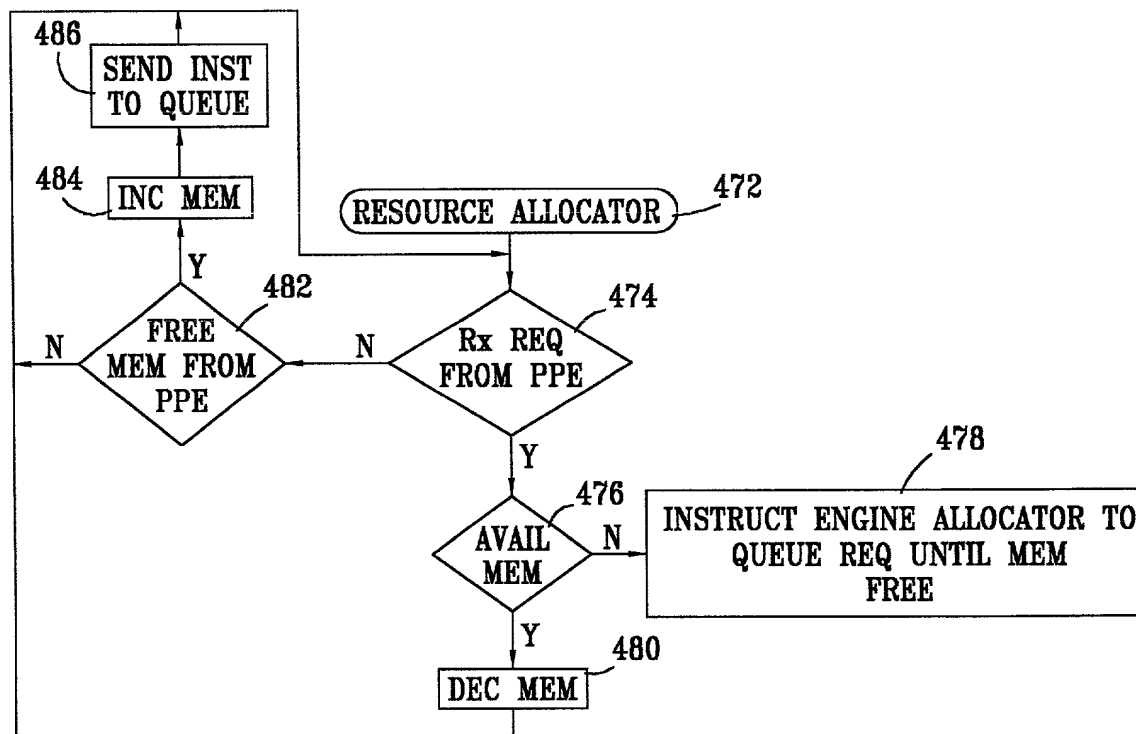 486
SEND INST
TO QUEUE
484
INC MEM
RESOURCE ALLOCATOR
472
Y
482
FREE
MEM FROM
PPE
N
N
474
Rx REQ
FROM PPE
Y
476
AVAIL
MEM
N
478
INSTRUCT ENGINE ALLOCATOR TO
QUEUE REQ UNTIL MEM
FREE
Y
480
DEC MEM